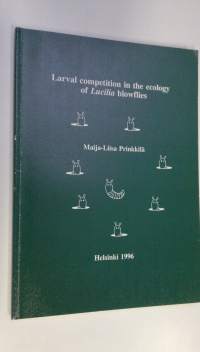 Larval competition in the ecology
of Lucilia blowflies
Maija-Liisa Prinkkilä
Helsinki 1996